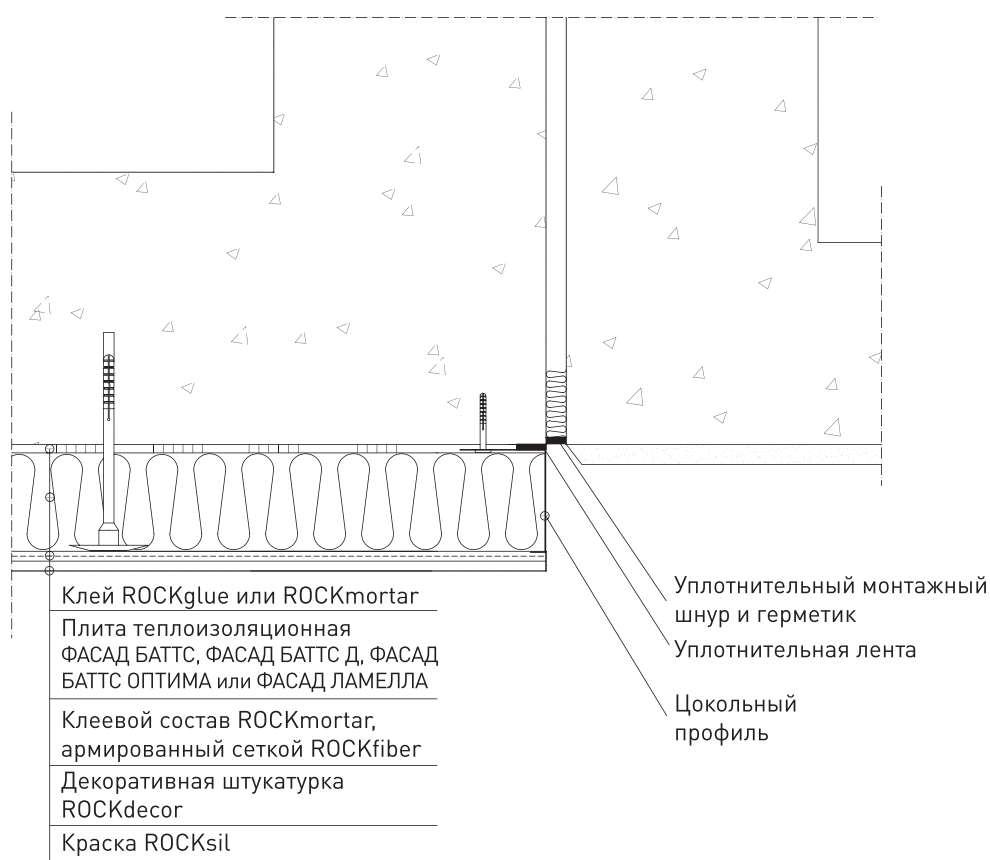 Клей ROCKglue или ROCKmortar
Плита теплоизоляционная
ФАСАД БАТТС, ФАСАД БАТТС Д, ФАСАД
БАТТС ОПТИМА или ФАСАД ЛАМЕЛЛА
Клеевой состав ROCKmortar,
армированный сеткой ROCKfiber
Декоративная штукатурка
ROCKdecor
Краска ROCKsil
Уплотнительный монтажный
шнур и герметик
Уплотнительная лента
Цокольный
профиль